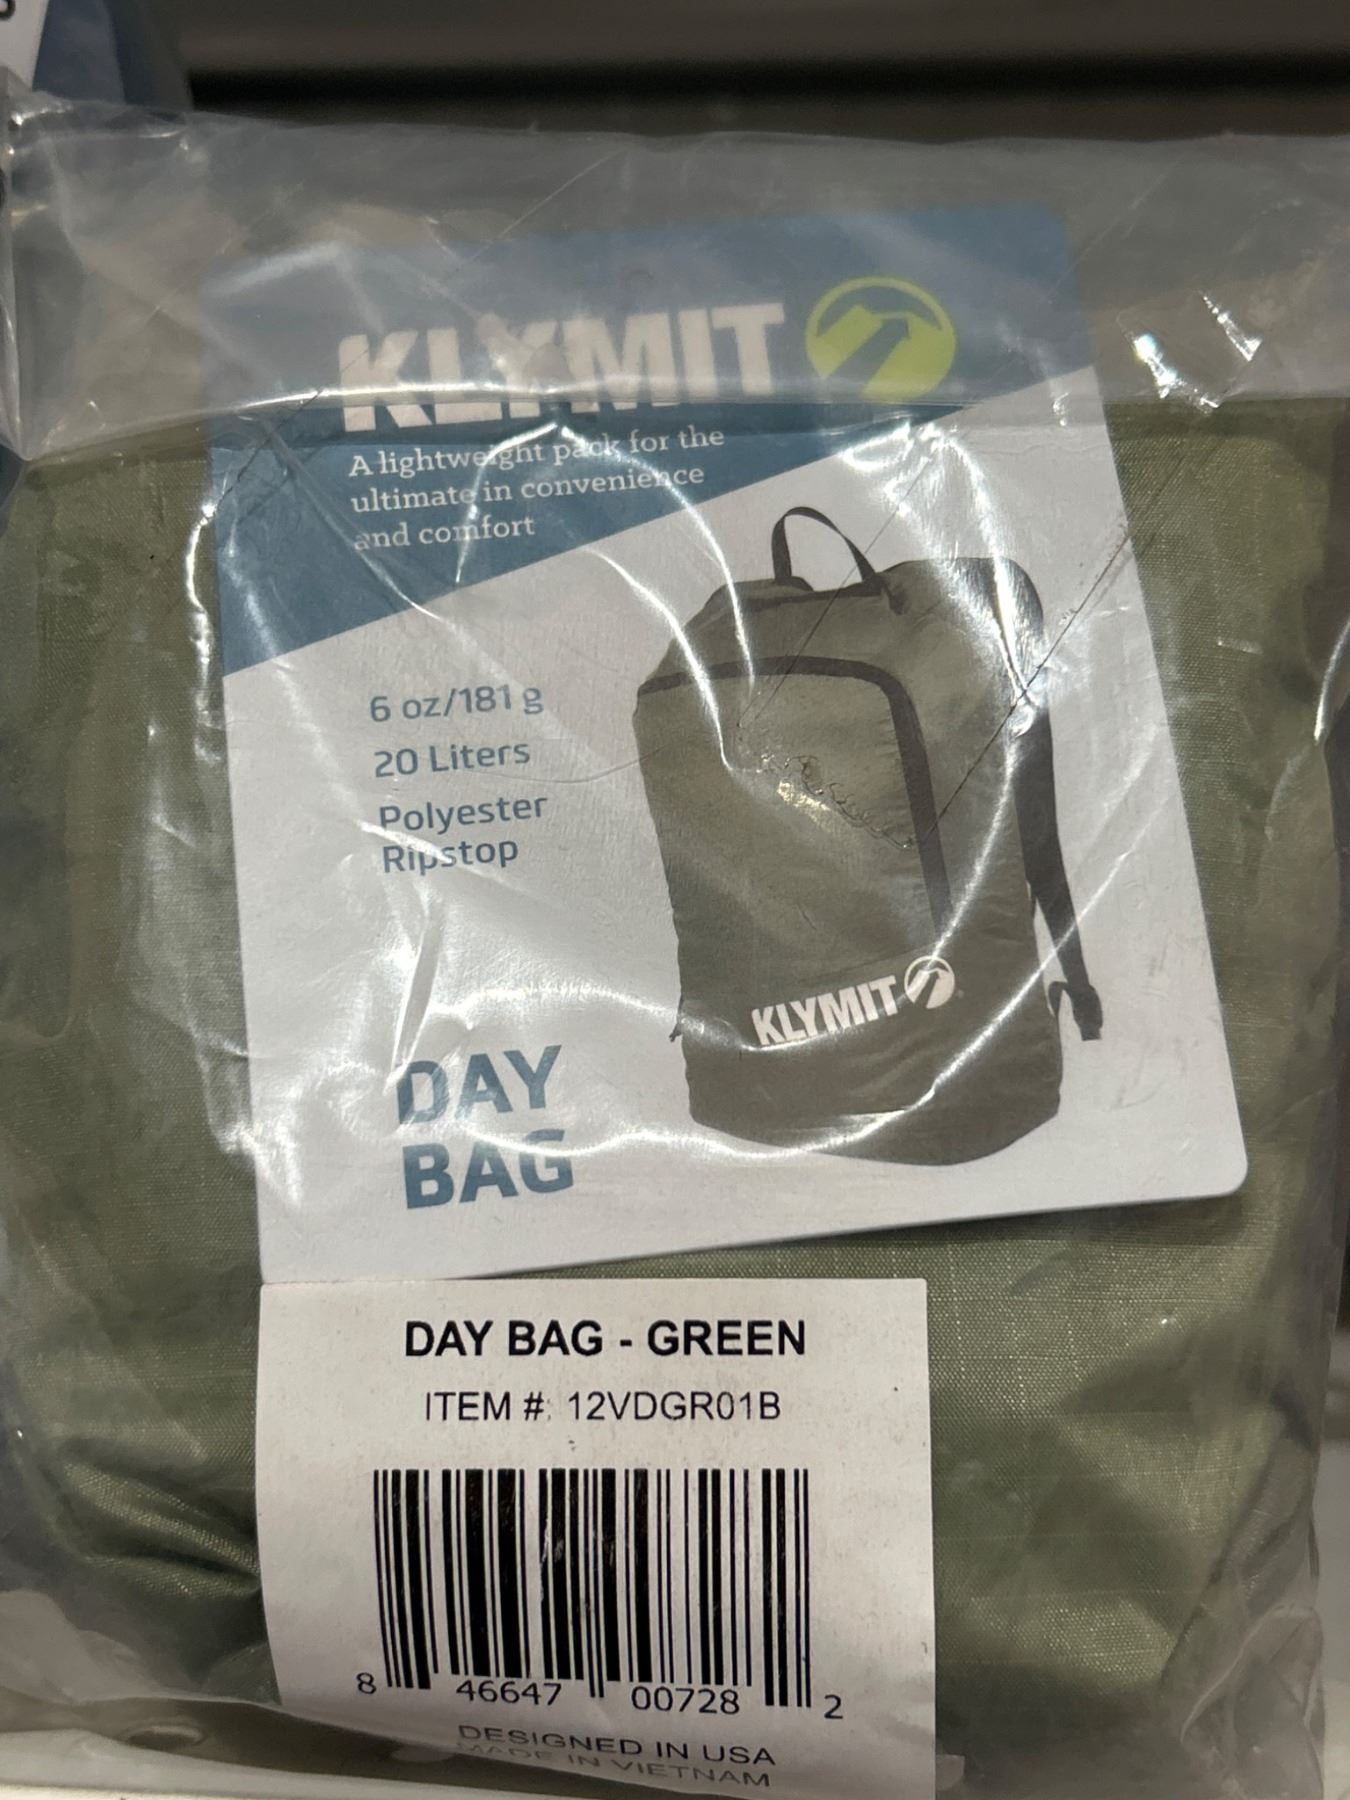 KLYMIT
A lightweight pack for the
ultimate in convenience
and comfort
6 oz/181 g
20 Liters
Polyester
Ripstop
KLYMIT
DAY
BAG
DAY BAG - GREEN
ITEM #: 12VDGR01B
8 46647 00728 2
DESIGNED IN USA
MADE IN VIETNAM